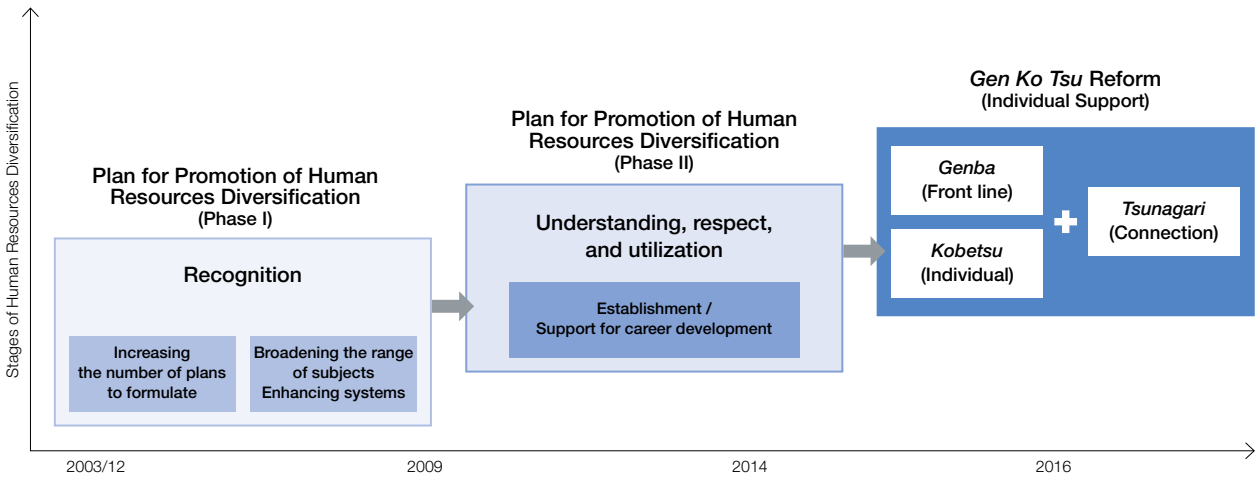 Stages of Human Resources Diversification
Plan for Promotion of Human
Resources Diversification
(Phase I)
Recognition
Increasing
the number of plans
to formulate
Broadening the range
of subjects
Enhancing systems
Plan for Promotion of Human
Resources Diversification
(Phase II)
Understanding, respect,
and utilization
Establishment /
Support for career development
Gen Ko Tsu Reform
(Individual Support)
Genba
(Front line)
Kobetsu
(Individual)
Tsunagari
(Connection)
2003/12
2009
2014
2016